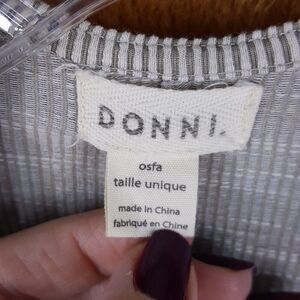 DONNI.
osfa
taille unique
made in China
fabriqué en Chine